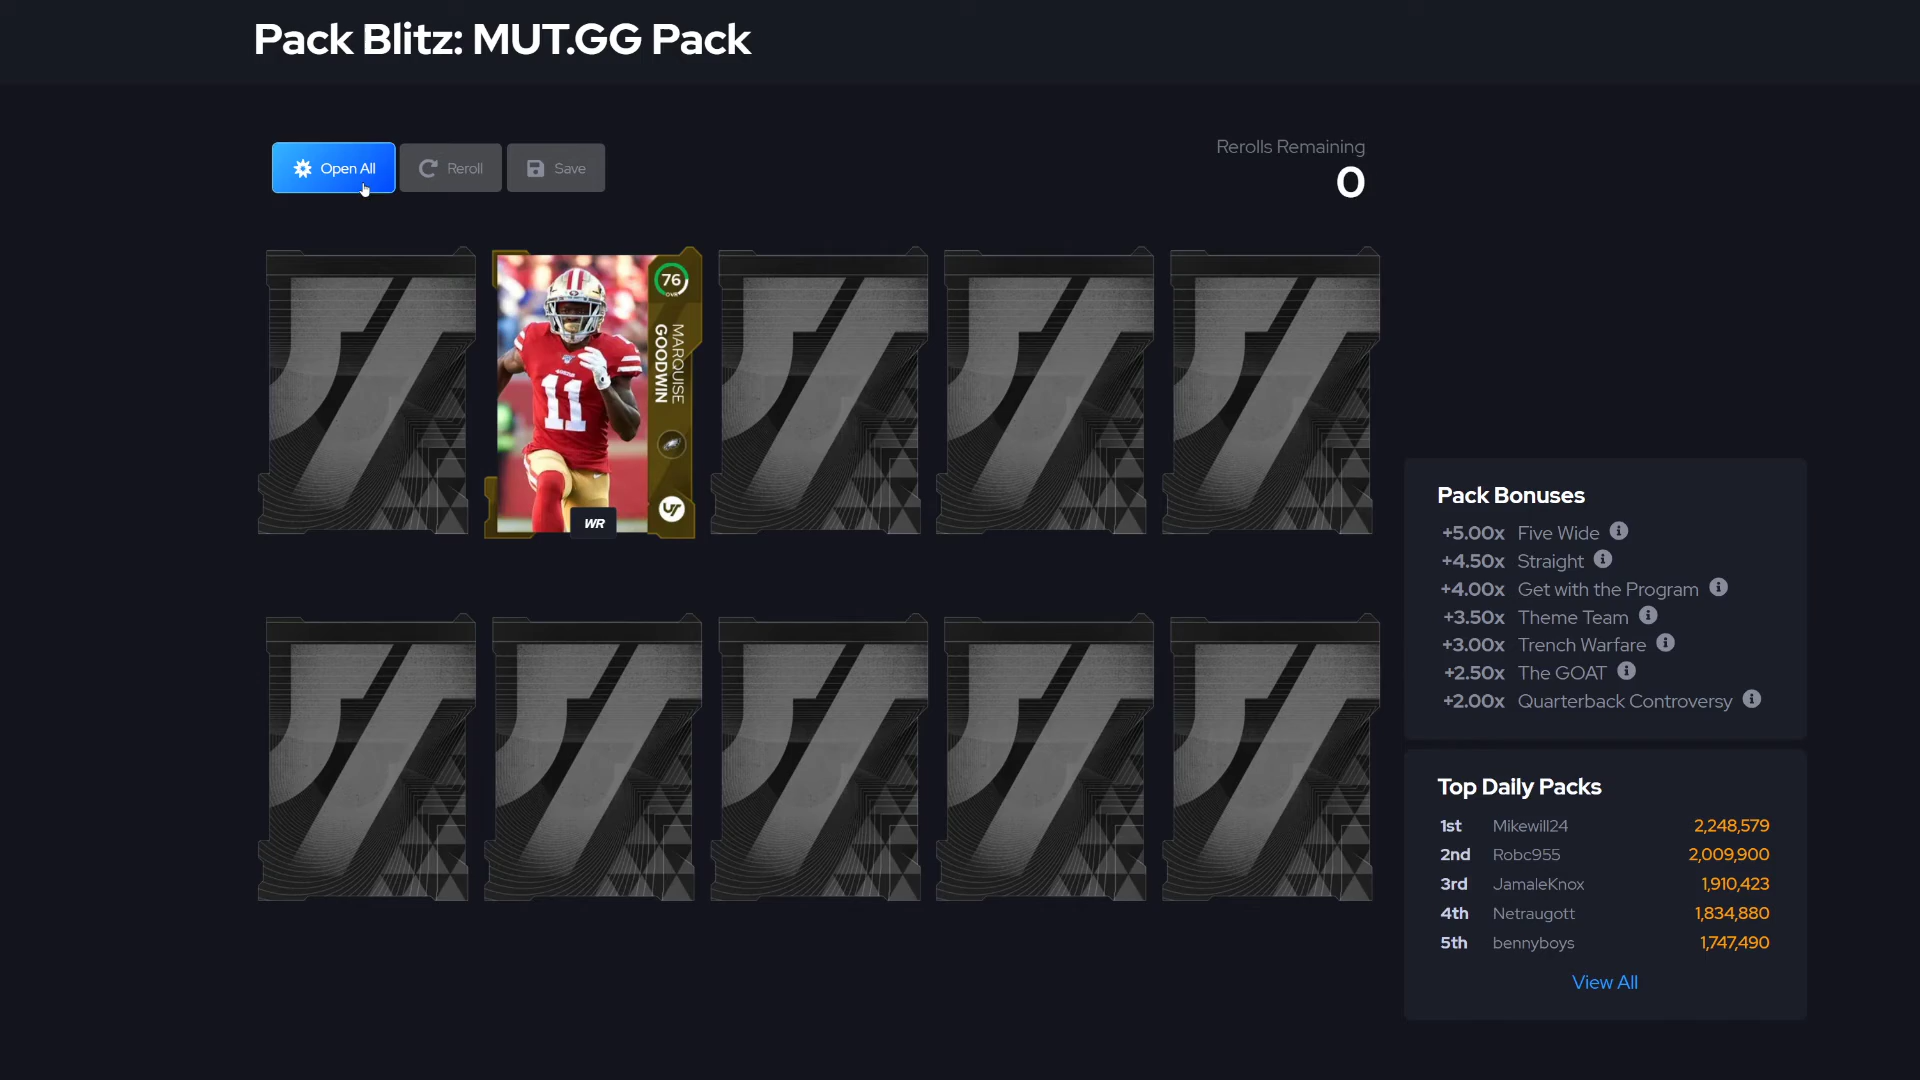 Pack Blitz: MUT.GG Pack
Open All
Reroll
Save
Rerolls Remaining
0
76
OVR
MARQUISE
GOODWIN
11
WR
Pack Bonuses
+5.00x Five Wide
+4.50x Straight
+4.00x Get with the Program
+3.50x Theme Team
+3.00x Trench Warfare
+2.50x The GOAT
+2.00x Quarterback Controversy
Top Daily Packs
1st Mikewill24 2,248,579
2nd Robc955 2,009,900
3rd JamaleKnox 1,910,423
4th Netraugott 1,834,880
5th bennyboys 1,747,490
View All